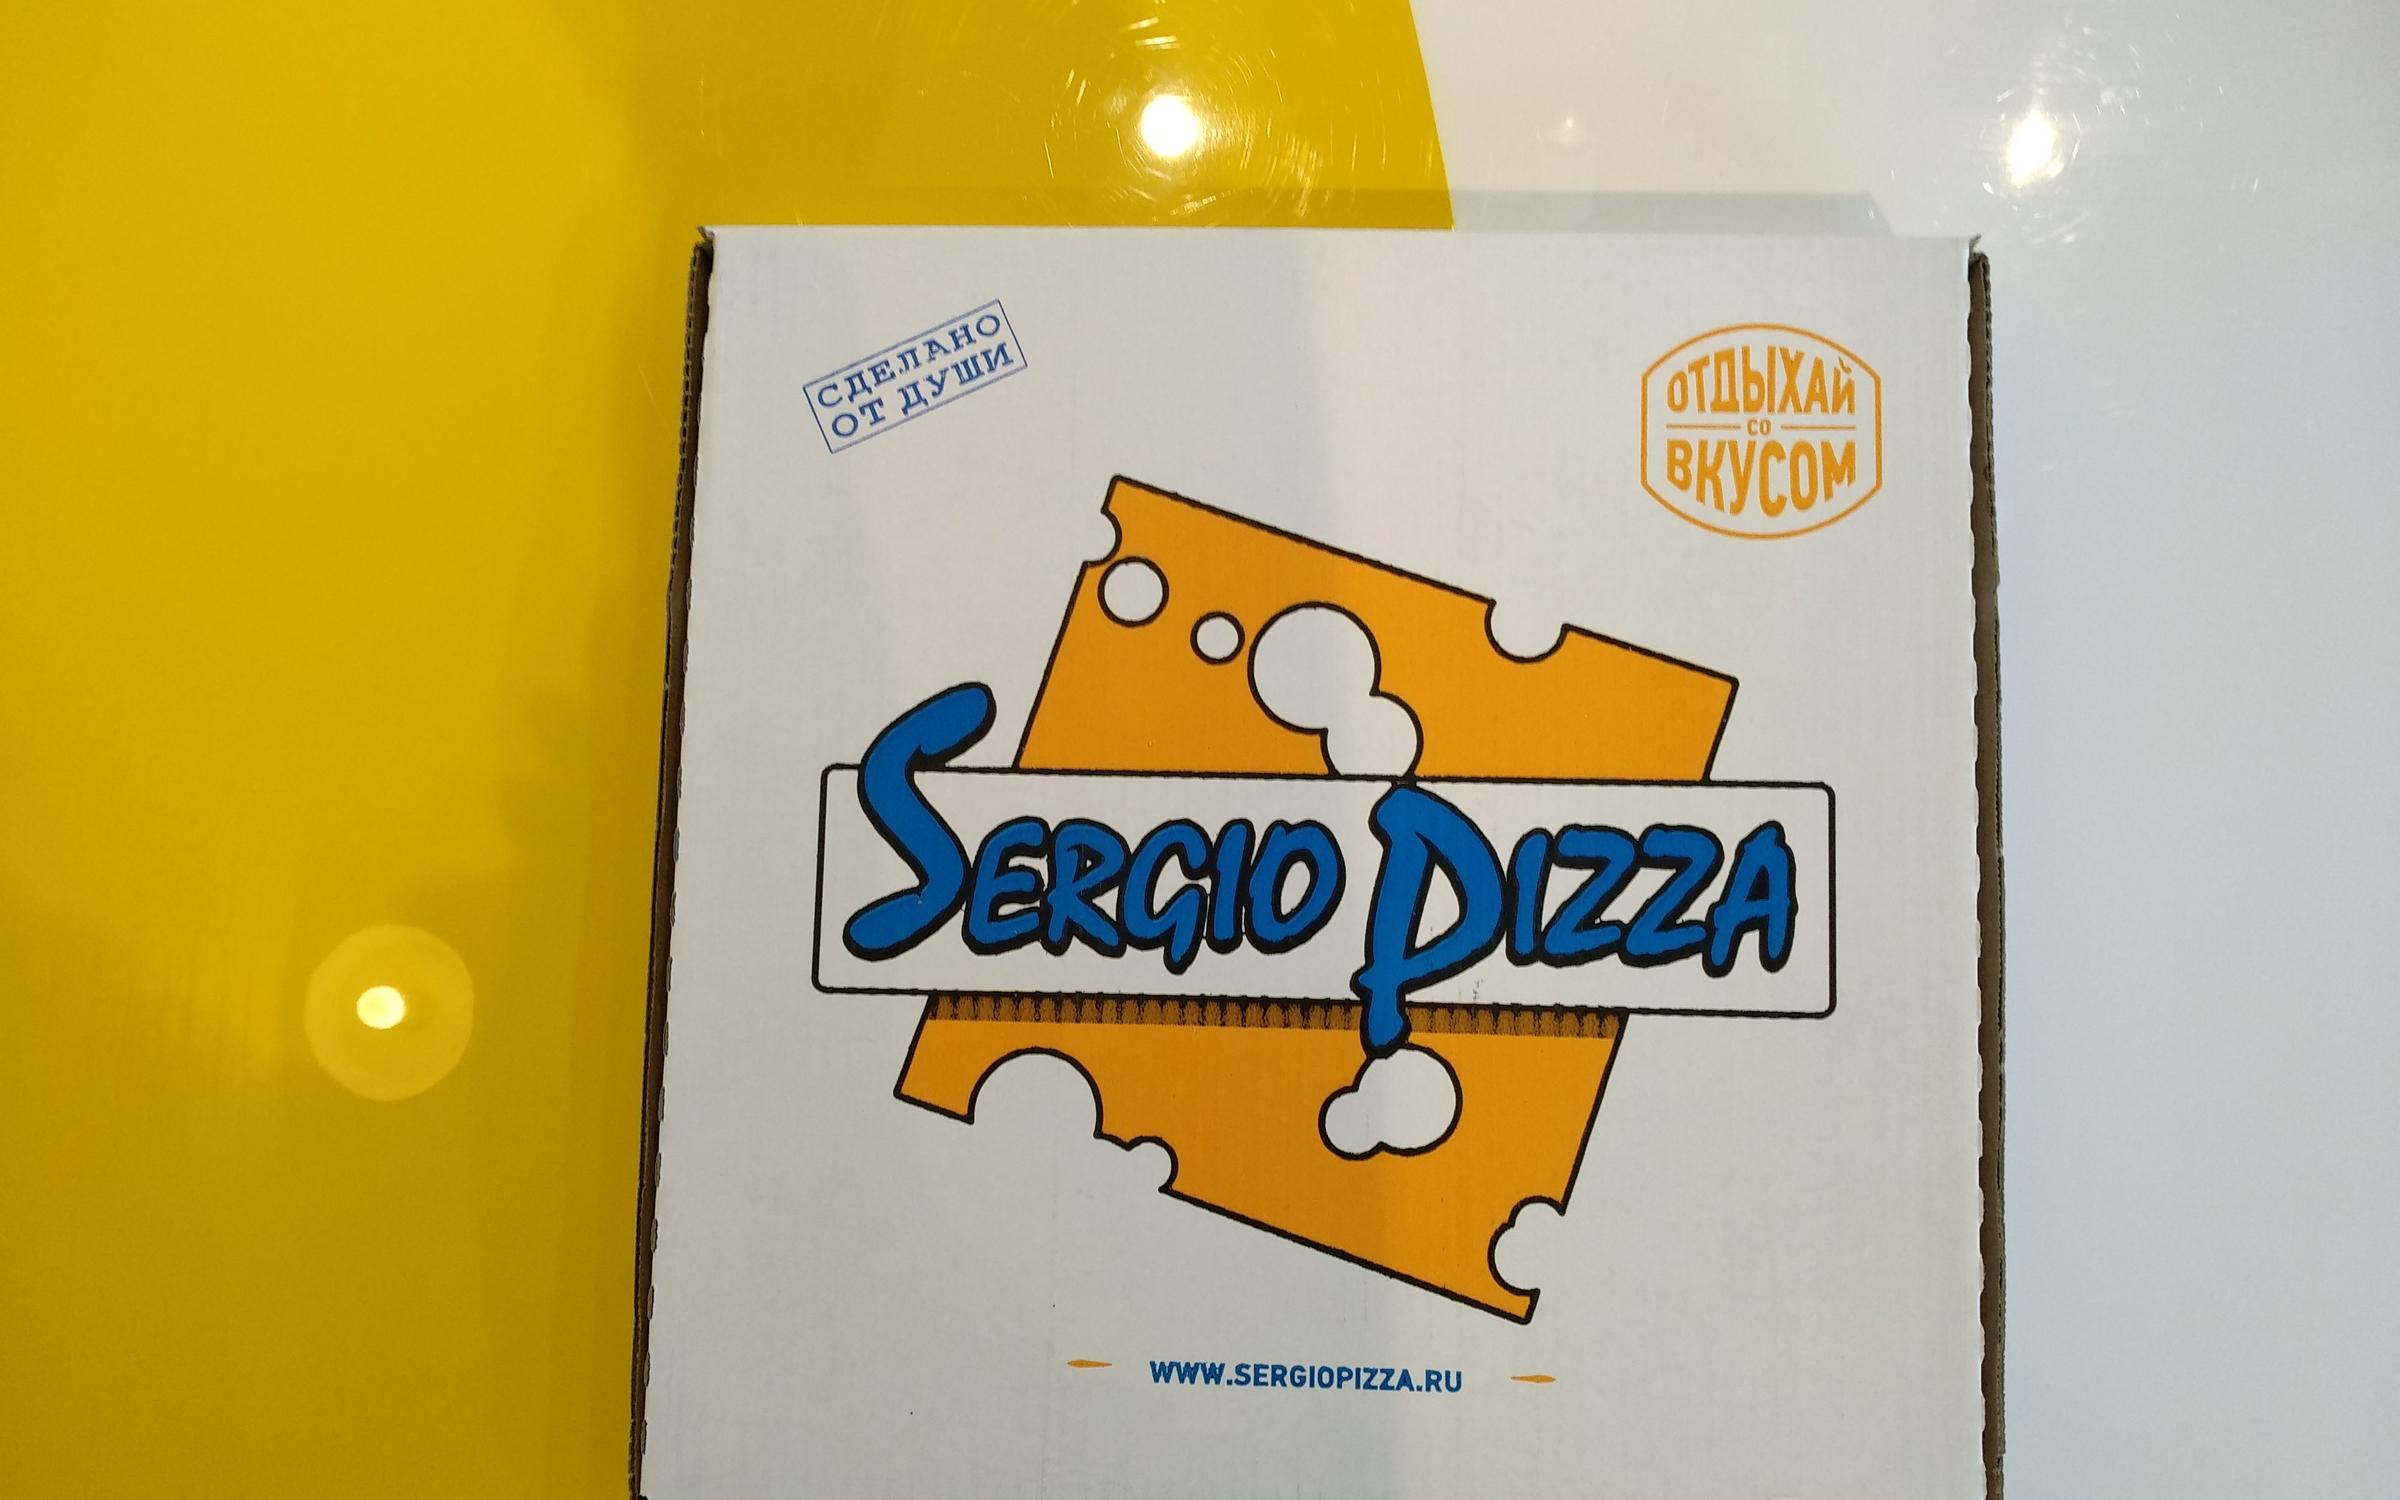 СДЕЛАНО
ОТ ДУШИ
ОТДЫХАЙ
СО
ВКУСОМ
SERGIO PIZZA
WWW.SERGIOPIZZA.RU